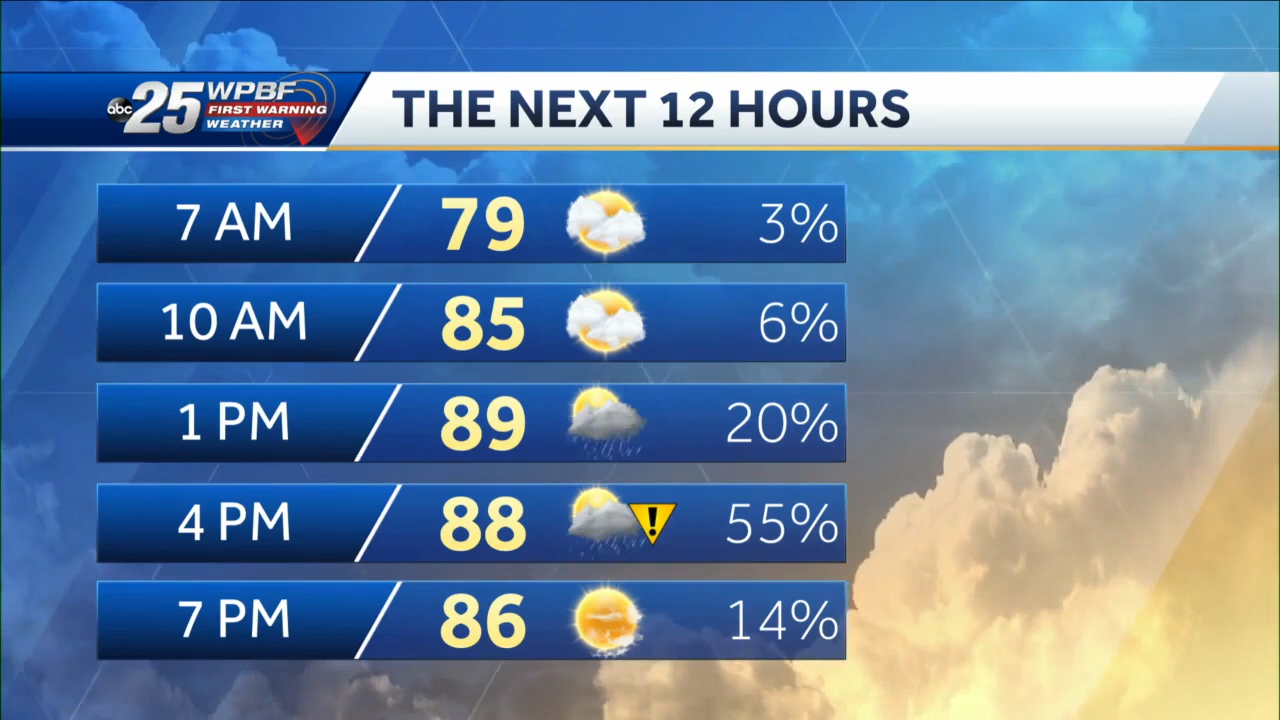 abc 25 WPBF
FIRST WARNING
WEATHER
THE NEXT 12 HOURS
7 AM 79 3%
10 AM 85 6%
1 PM 89 20%
4 PM 88 ! 55%
7 PM 86 14%